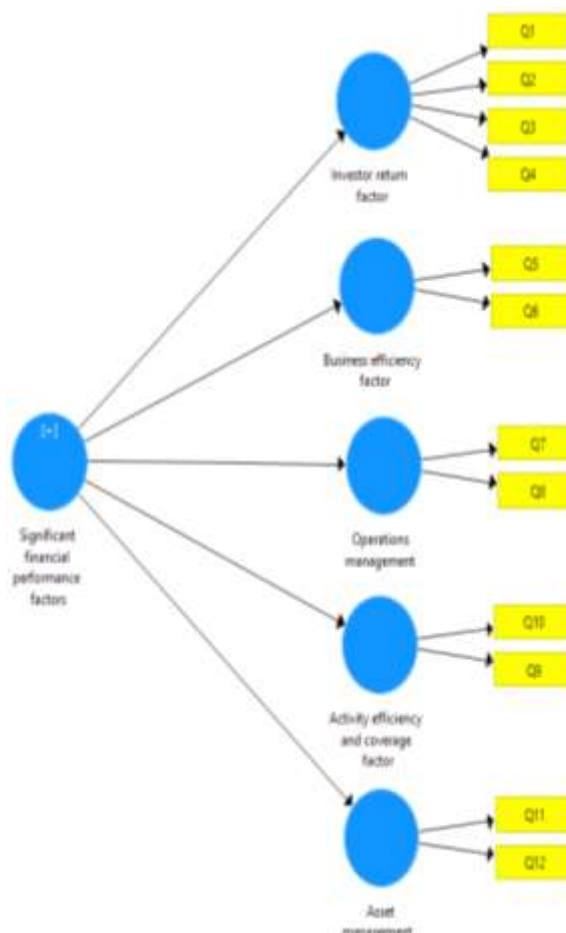 Q1
Q2
Q3
Q4
Investor return
factor
Q5
Q6
Business efficiency
factor
[+]
Significant
financial
performance
factors
Q7
Q8
Operations
management
Q10
Q9
Activity efficiency
and coverage
factor
Q11
Q12
Asset
management